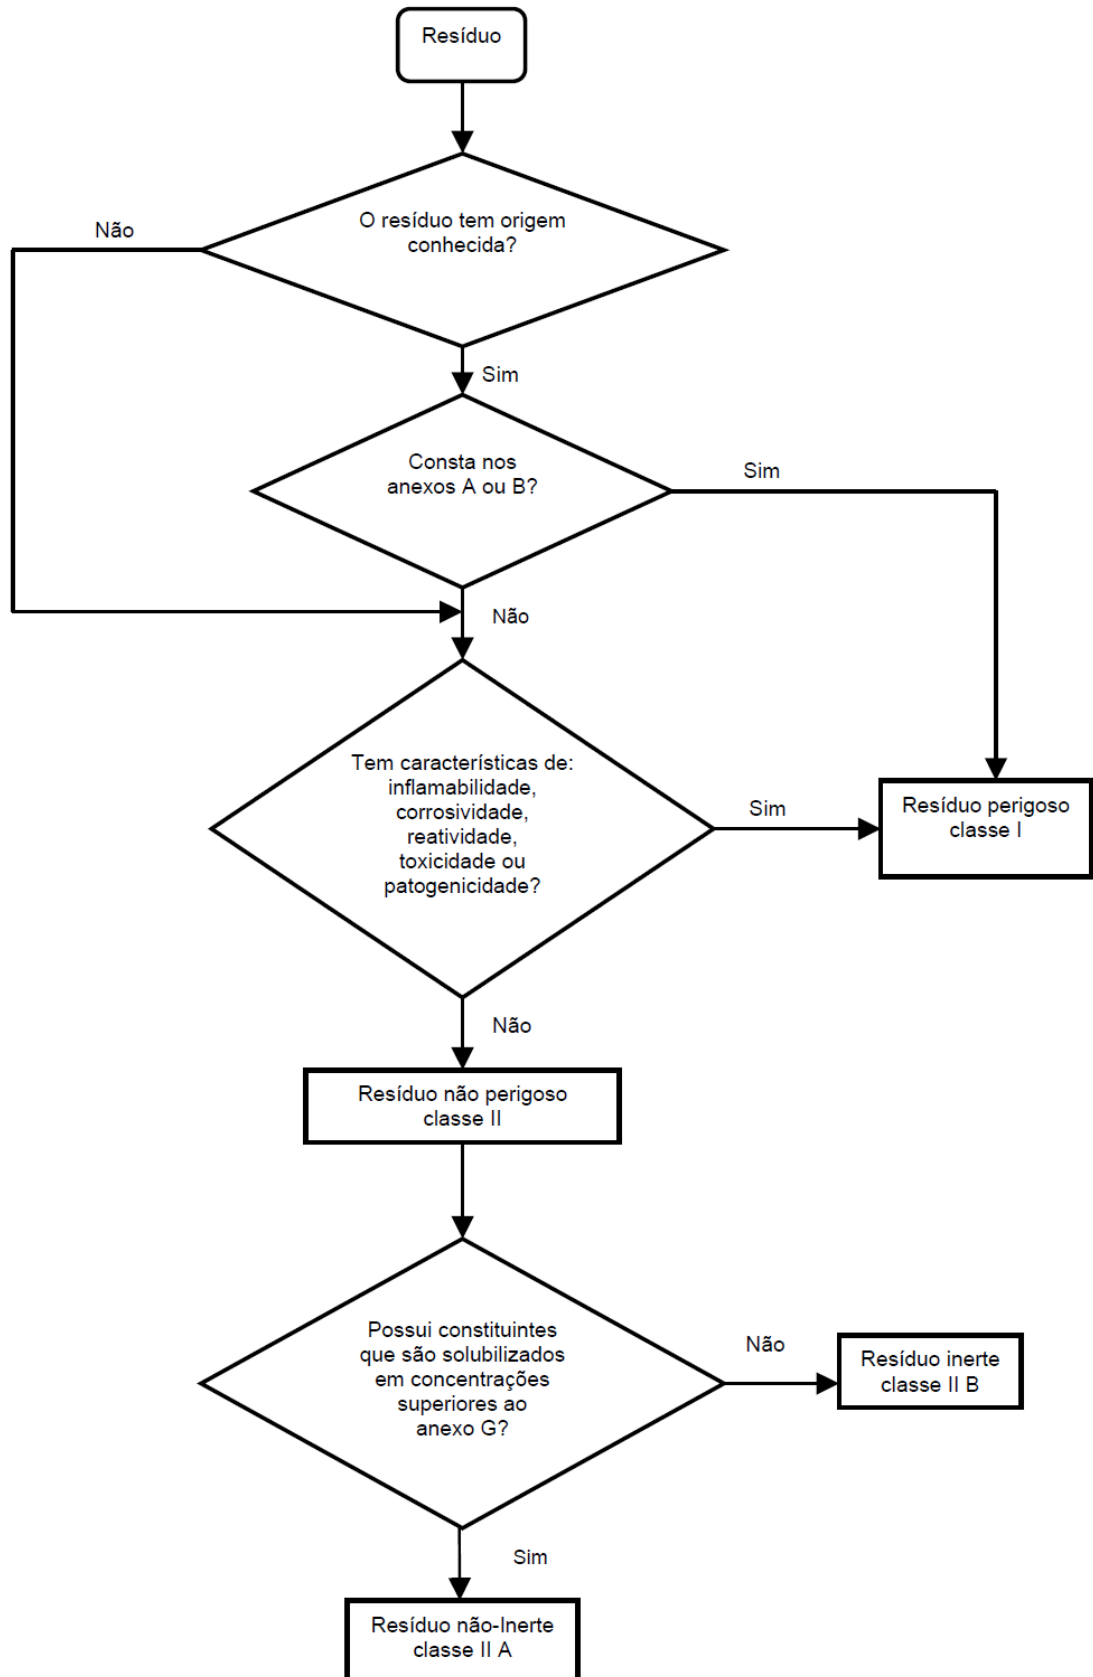 Resíduo
Não
O resíduo tem origem
conhecida?
Sim
Consta nos
anexos A ou B?
Sim
Não
Tem características de:
inflamabilidade,
corrosividade,
reatividade,
toxicidade ou
patogenicidade?
Sim
Resíduo perigoso
classe I
Não
Resíduo não perigoso
classe II
Possui constituintes
que são solubilizados
em concentrações
superiores ao
anexo G?
Não
Resíduo inerte
classe II B
Sim
Resíduo não-Inerte
classe II A